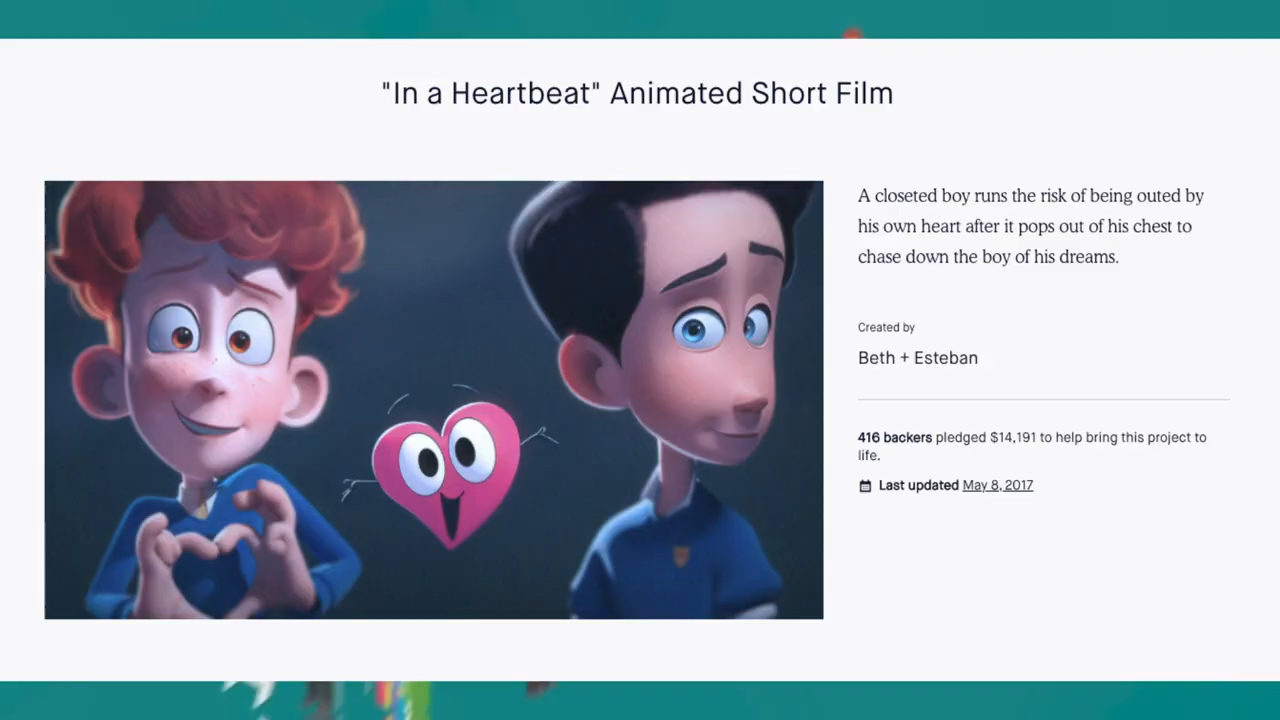 "In a Heartbeat" Animated Short Film
A closeted boy runs the risk of being outed by
his own heart after it pops out of his chest to
chase down the boy of his dreams.
Created by
Beth + Esteban
416 backers pledged $14,191 to help bring this project to
life.
Last updated May 8, 2017